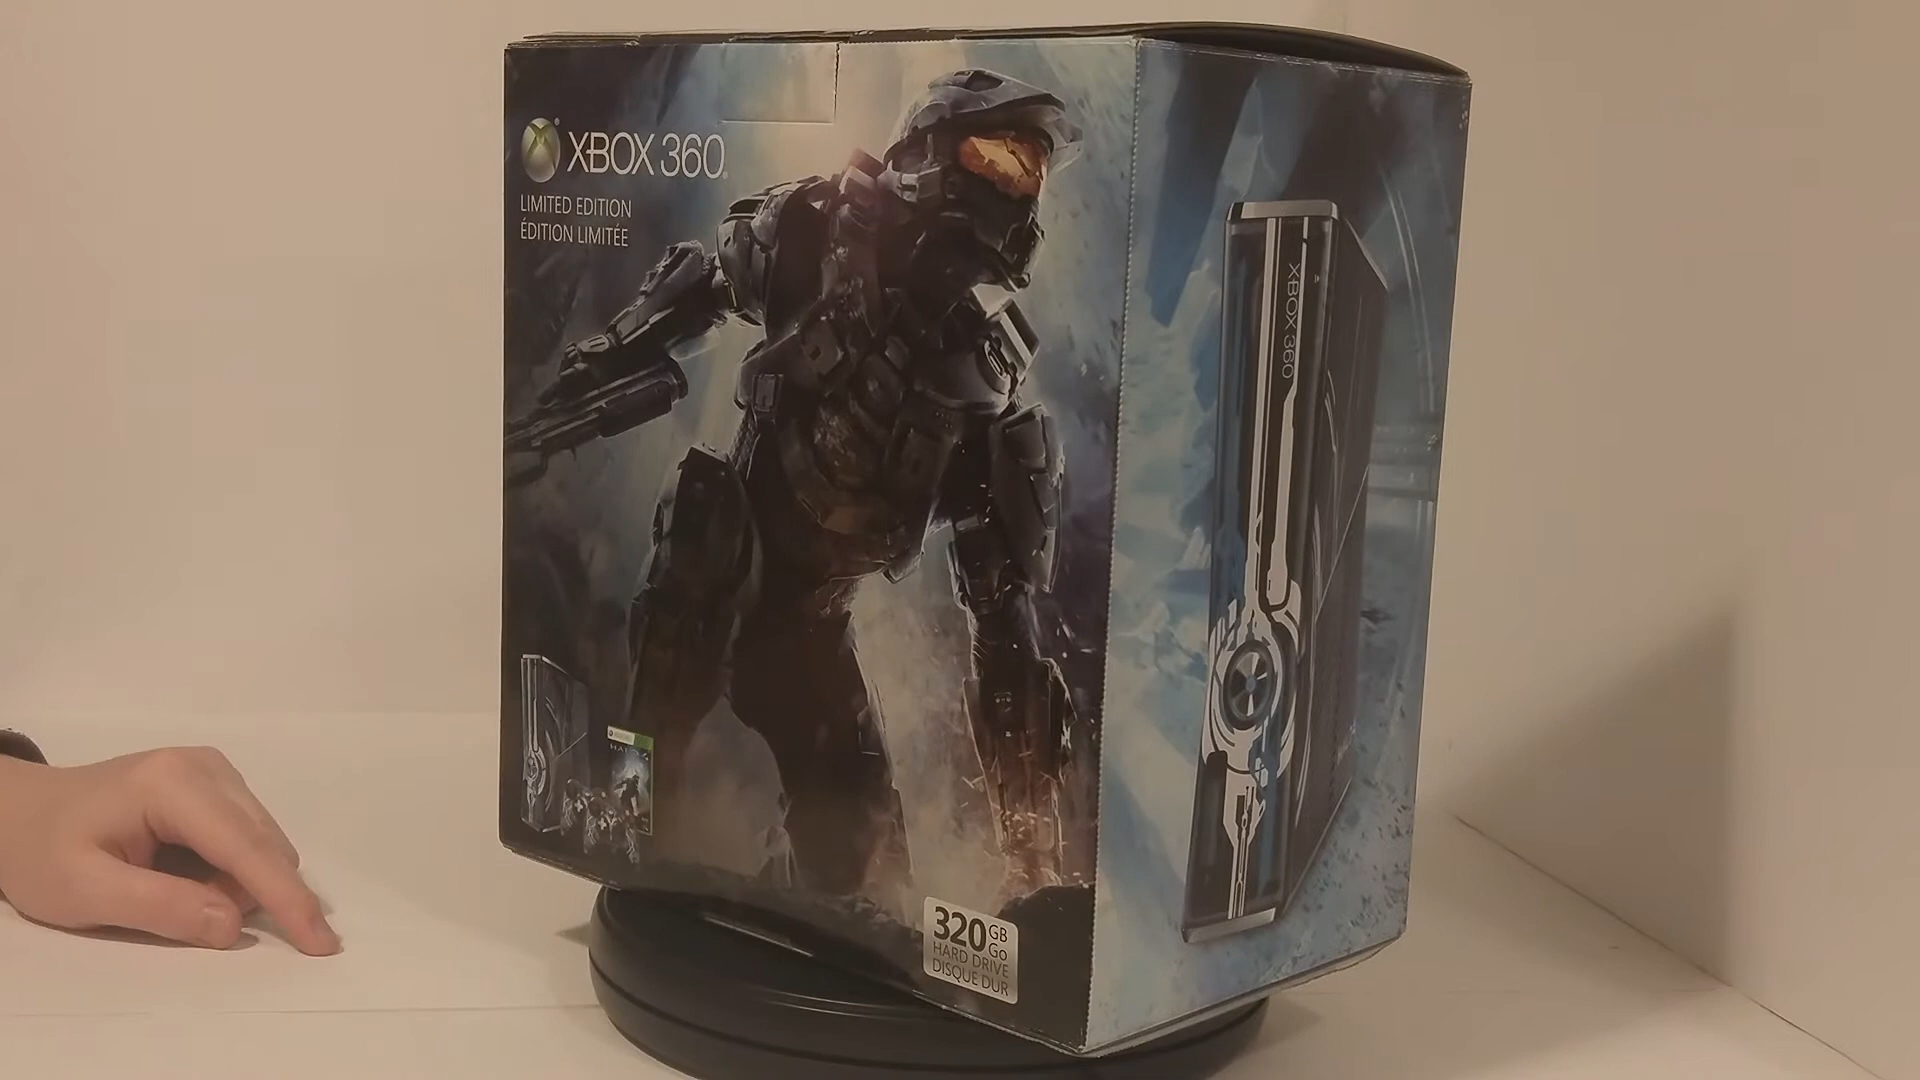 XBOX 360
LIMITED EDITION
ÉDITION LIMITÉE
320 GB Go
HARD DRIVE
DISQUE DUR
XBOX 360